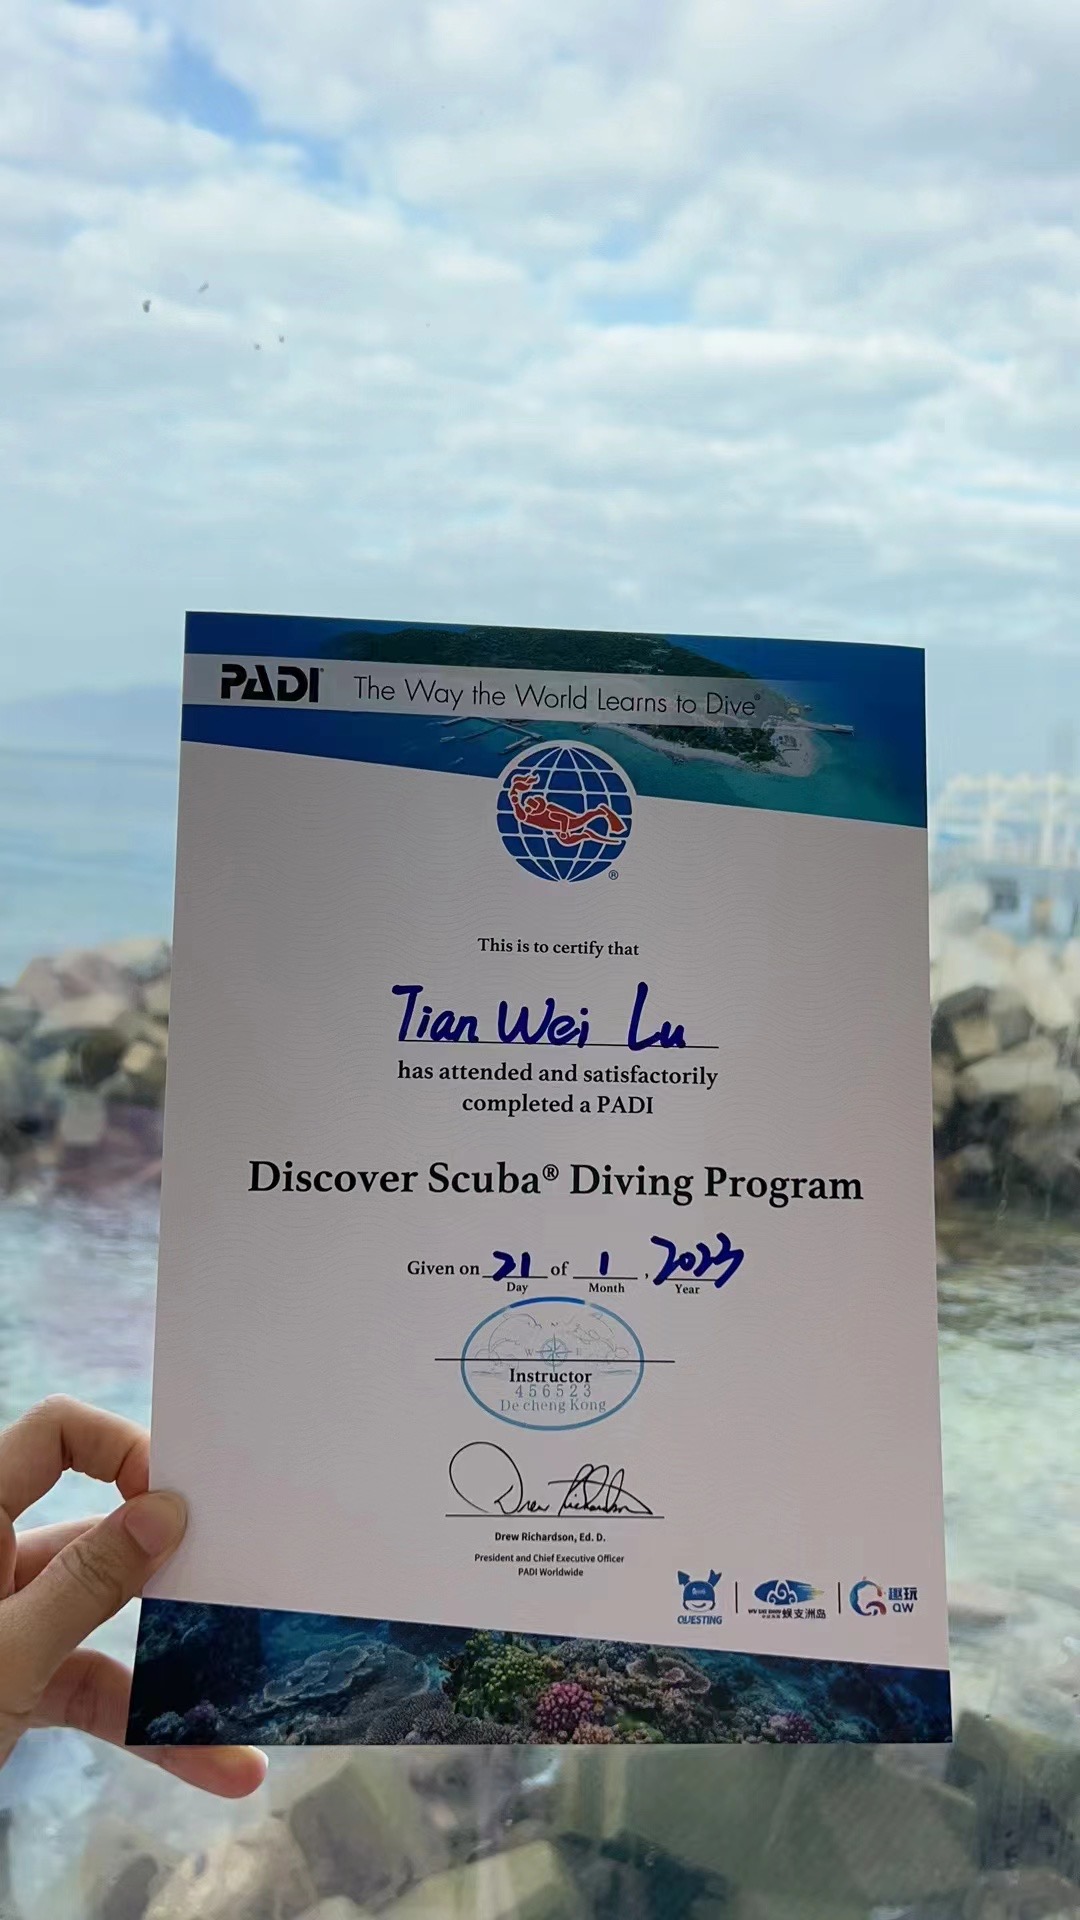 PADI® The Way the World Learns to Dive®
®
This is to certify that
Tian Wei Lu
has attended and satisfactorily
completed a PADI
Discover Scuba® Diving Program
Given on 21 of 1, 2023
Day Month Year
W N E
Instructor
456523
De cheng Kong
Drew Richardson
Drew Richardson, Ed. D.
President and Chief Executive Officer
PADI Worldwide
QUESTING
蜈支洲岛
趣玩
QW